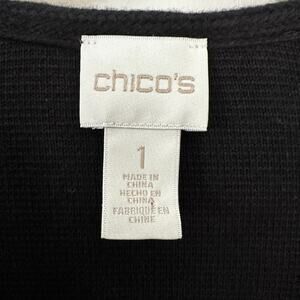 chico's
1
MADE IN
CHINA
HECHO EN
CHINA
FABRIQUÉ EN
CHINE